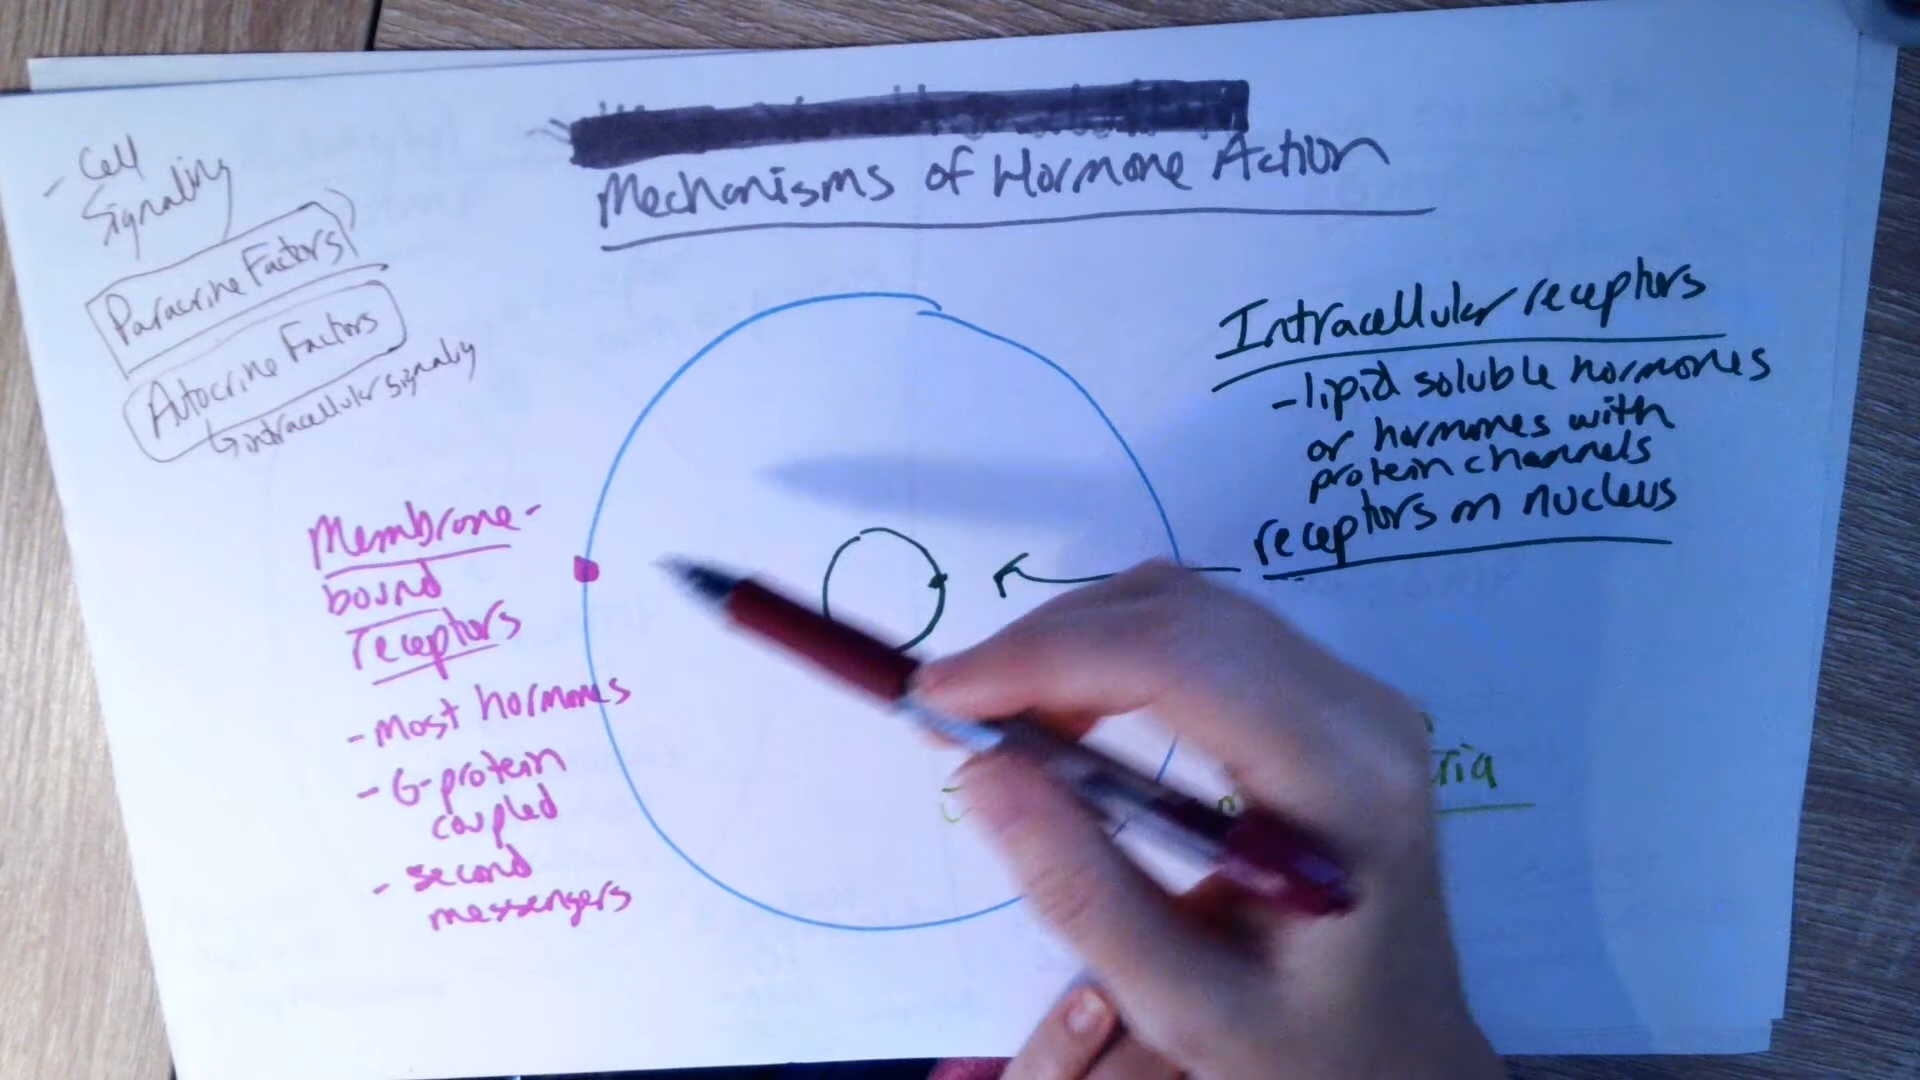 Mechanisms of Hormone Action
- Cell
Signaling
Paracrine Factors
Autocrine Factors
↳ intracellular signaling
Membrane-
bound
receptors
- Most hormones
- G-protein
coupled
- second
messengers
Intracellular receptors
- lipid soluble hormones
or hormones with
protein channels
receptors in nucleus